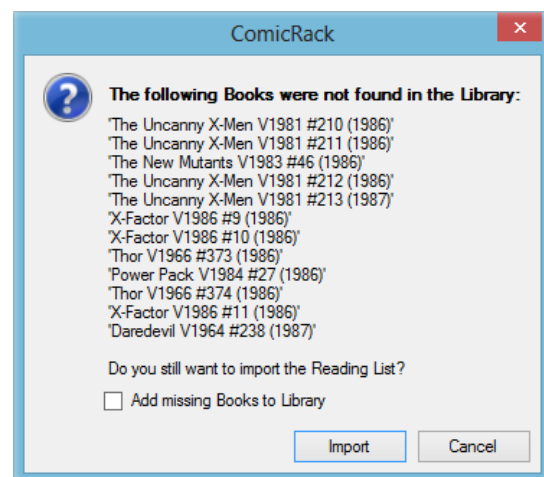 ComicRack
The following Books were not found in the Library:
'The Uncanny X-Men V1981 #210 (1986)'
'The Uncanny X-Men V1981 #211 (1986)'
'The New Mutants V1983 #46 (1986)'
'The Uncanny X-Men V1981 #212 (1986)'
'The Uncanny X-Men V1981 #213 (1987)'
'X-Factor V1986 #9 (1986)'
'X-Factor V1986 #10 (1986)'
'Thor V1966 #373 (1986)'
'Power Pack V1984 #27 (1986)'
'Thor V1966 #374 (1986)'
'X-Factor V1986 #11 (1986)'
'Daredevil V1964 #238 (1987)'
Do you still want to import the Reading List?
Add missing Books to Library
Import
Cancel